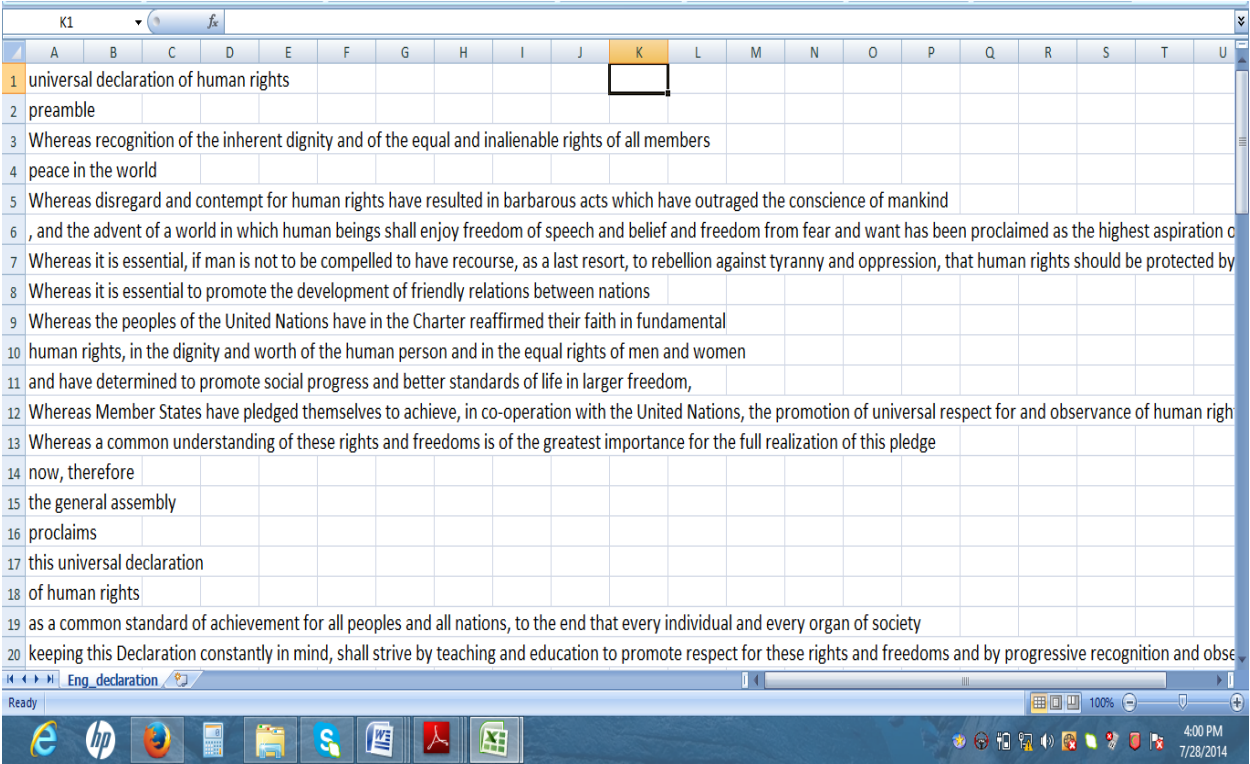 K1 fx
A B C D E F G H I J K L M N O P Q R S T U
1 universal declaration of human rights
2 preamble
3 Whereas recognition of the inherent dignity and of the equal and inalienable rights of all members
4 peace in the world
5 Whereas disregard and contempt for human rights have resulted in barbarous acts which have outraged the conscience of mankind
6 , and the advent of a world in which human beings shall enjoy freedom of speech and belief and freedom from fear and want has been proclaimed as the highest aspiration o
7 Whereas it is essential, if man is not to be compelled to have recourse, as a last resort, to rebellion against tyranny and oppression, that human rights should be protected by
8 Whereas it is essential to promote the development of friendly relations between nations
9 Whereas the peoples of the United Nations have in the Charter reaffirmed their faith in fundamental
10 human rights, in the dignity and worth of the human person and in the equal rights of men and women
11 and have determined to promote social progress and better standards of life in larger freedom,
12 Whereas Member States have pledged themselves to achieve, in co-operation with the United Nations, the promotion of universal respect for and observance of human righ
13 Whereas a common understanding of these rights and freedoms is of the greatest importance for the full realization of this pledge
14 now, therefore
15 the general assembly
16 proclaims
17 this universal declaration
18 of human rights
19 as a common standard of achievement for all peoples and all nations, to the end that every individual and every organ of society
20 keeping this Declaration constantly in mind, shall strive by teaching and education to promote respect for these rights and freedoms and by progressive recognition and obse
Eng_declaration
Ready 100%
hp S W X
4:00 PM
7/28/2014